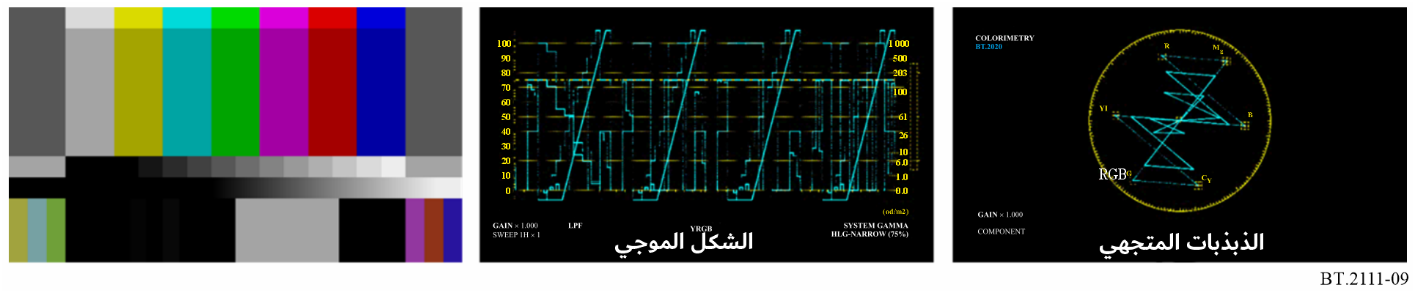 100
90
80
70
60
50
40
30
20
10
0
1 000
500
203
100
61
26
10
6.0
1.0
0.0
(od/m2)
GAIN × 1.000
LPF
SWEEP 1H × 1
YRGB
SYSTEM GAMMA
HLG-NARROW (75%)
الشكل الموجي
COLORIMETRY
BT.2020
R
Mg
Yl
B
RGB
G
Cy
GAIN × 1.000
COMPONENT
الذبذبات المتجهي
BT.2111-09